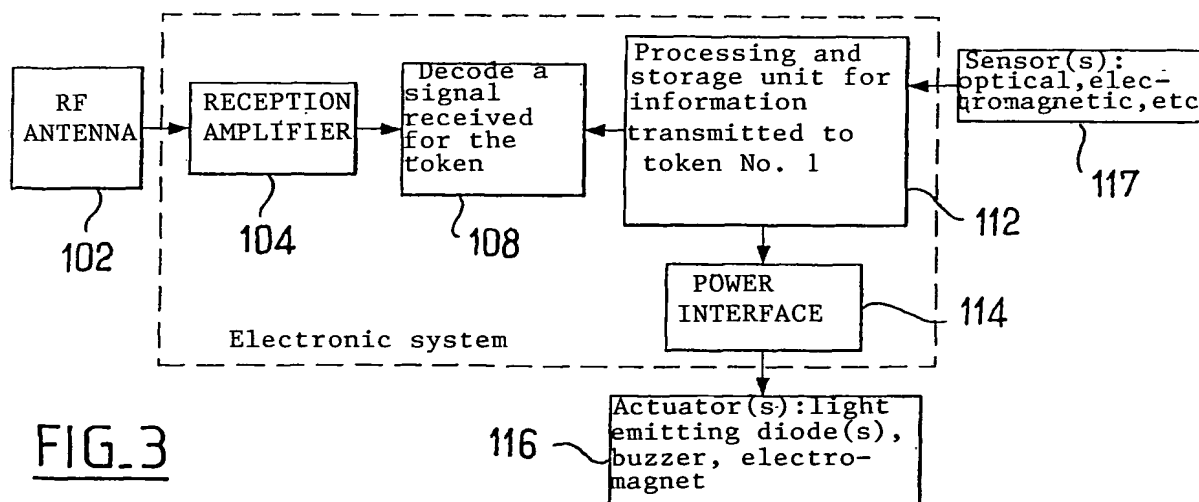 RF
ANTENNA
102
RECEPTION
AMPLIFIER
104
Decode a
signal
received
for the
token
108
Processing and
storage unit for
information
transmitted to
token No. 1
112
Sensor(s):
optical,elec-
tromagnetic,etc
117
POWER
INTERFACE
114
Electronic system
Actuator(s):light
emitting diode(s),
buzzer, electro-
magnet
116
FIG_3